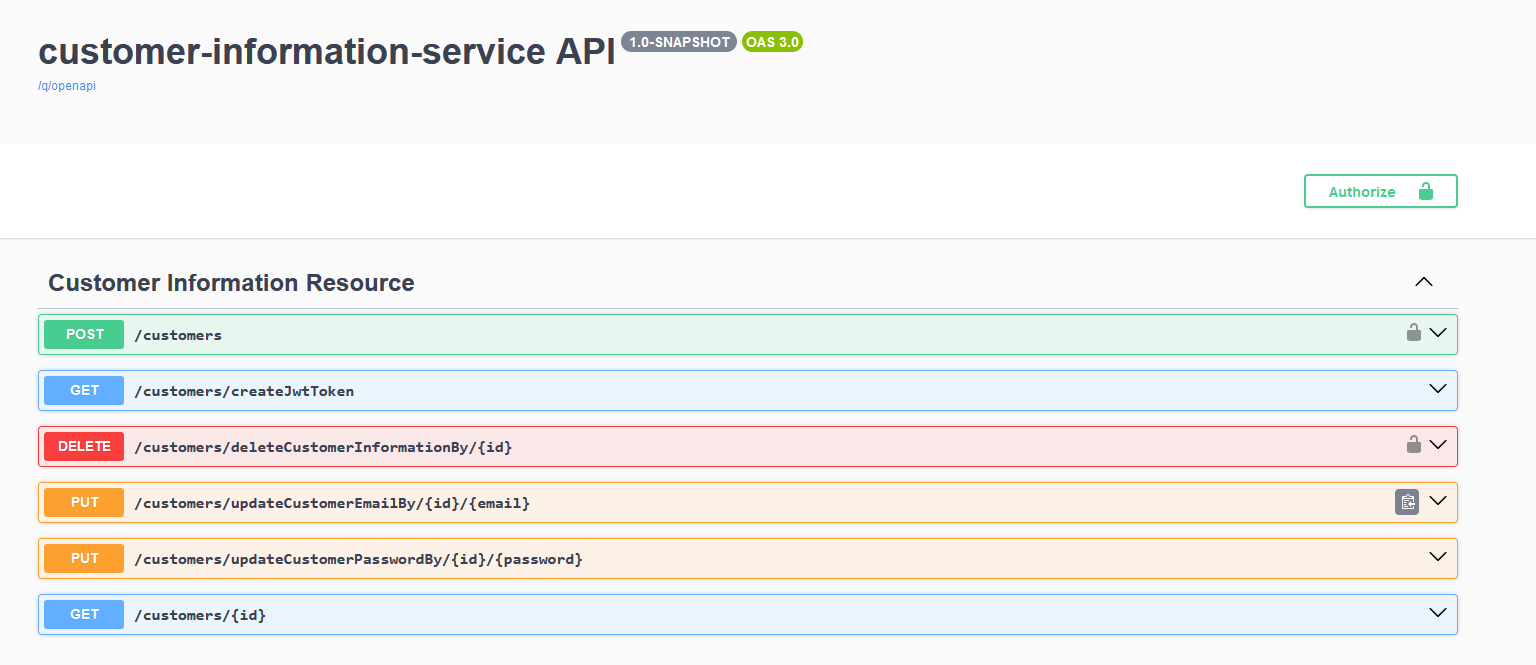 customer-information-service API 1.0-SNAPSHOT OAS 3.0
/q/openapi
Authorize
Customer Information Resource
POST /customers
GET /customers/createJwtToken
DELETE /customers/deleteCustomerInformationBy/{id}
PUT /customers/updateCustomerEmailBy/{id}/{email}
PUT /customers/updateCustomerPasswordBy/{id}/{password}
GET /customers/{id}